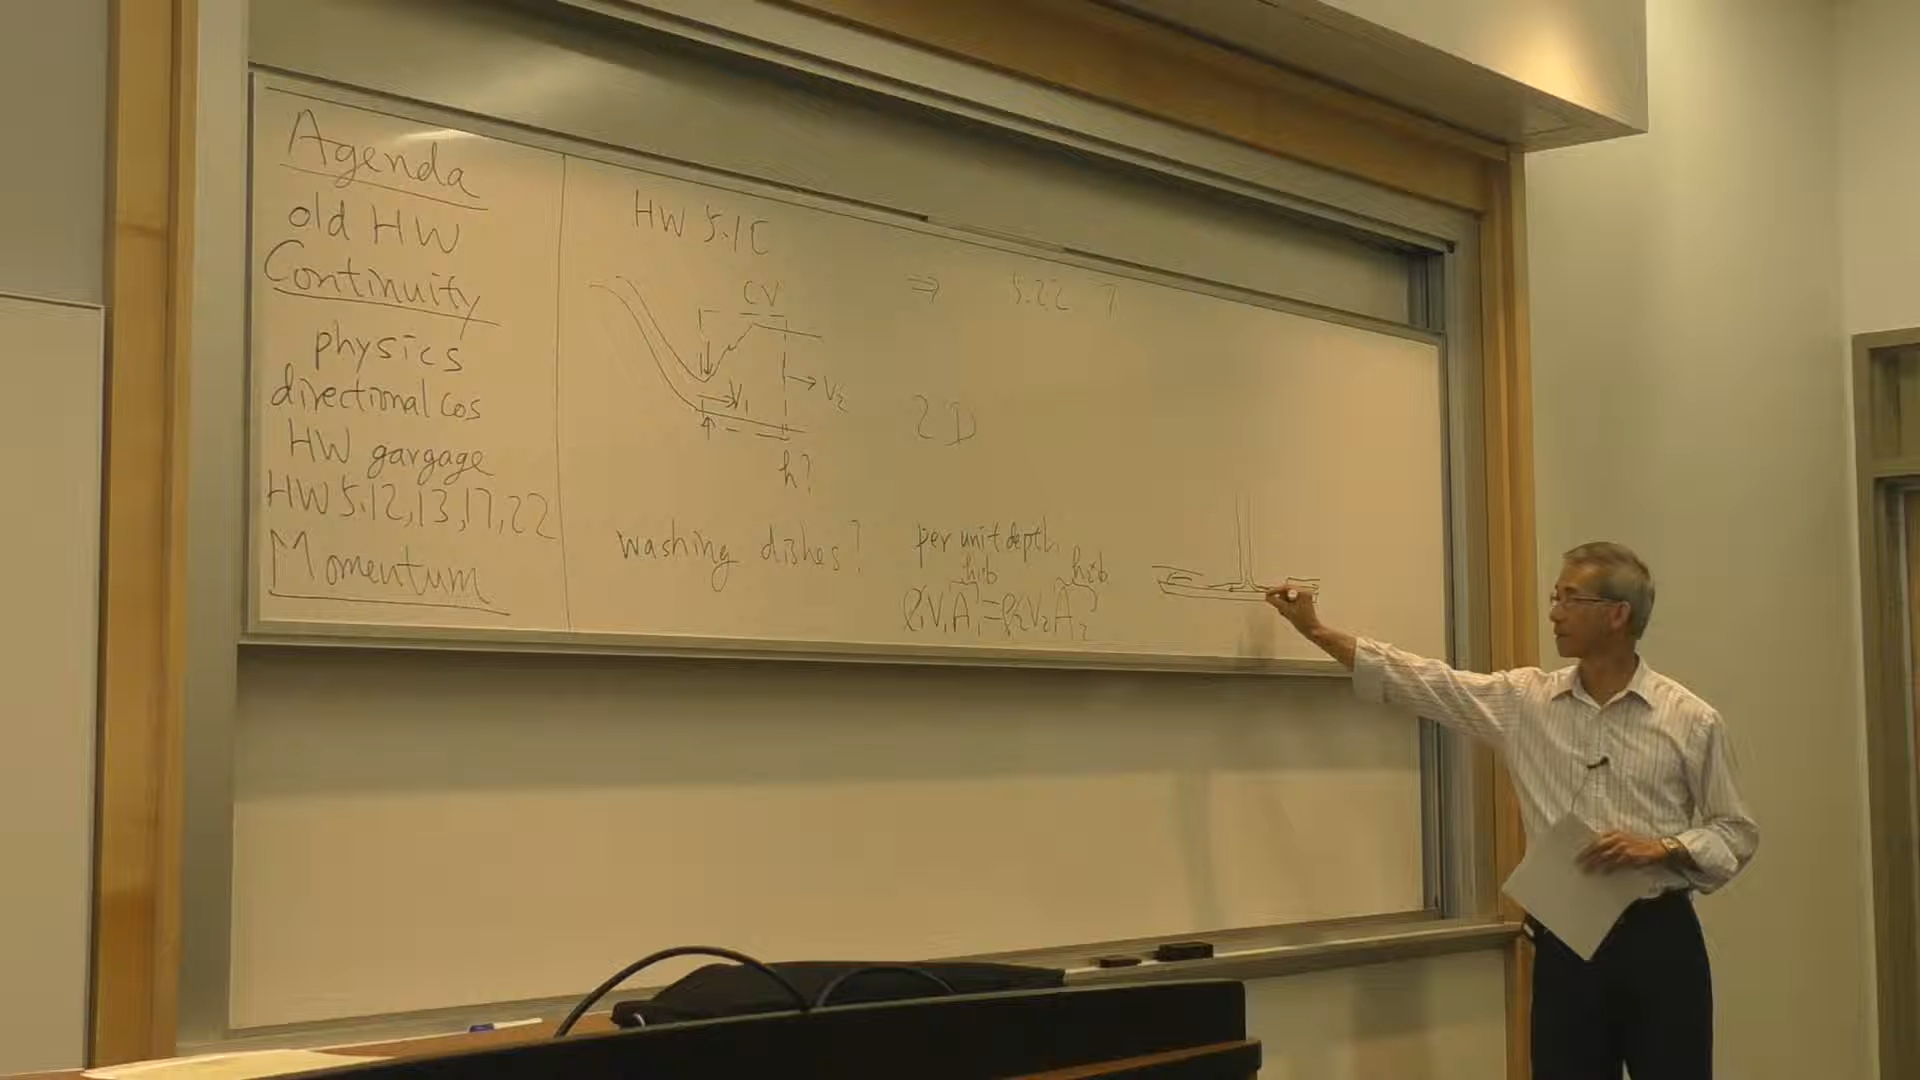 Agenda
old HW
Continuity
physics
directional cos
HW gargage
HW 5.12,13,17,22
Momentum
HW 5.10
⇒ 5.22
CV
V₁
V₂
2D
h?
washing dishes?
per unit depth
h₁b h₂b
ρ₁V₁A₁=ρ₂V₂A₂